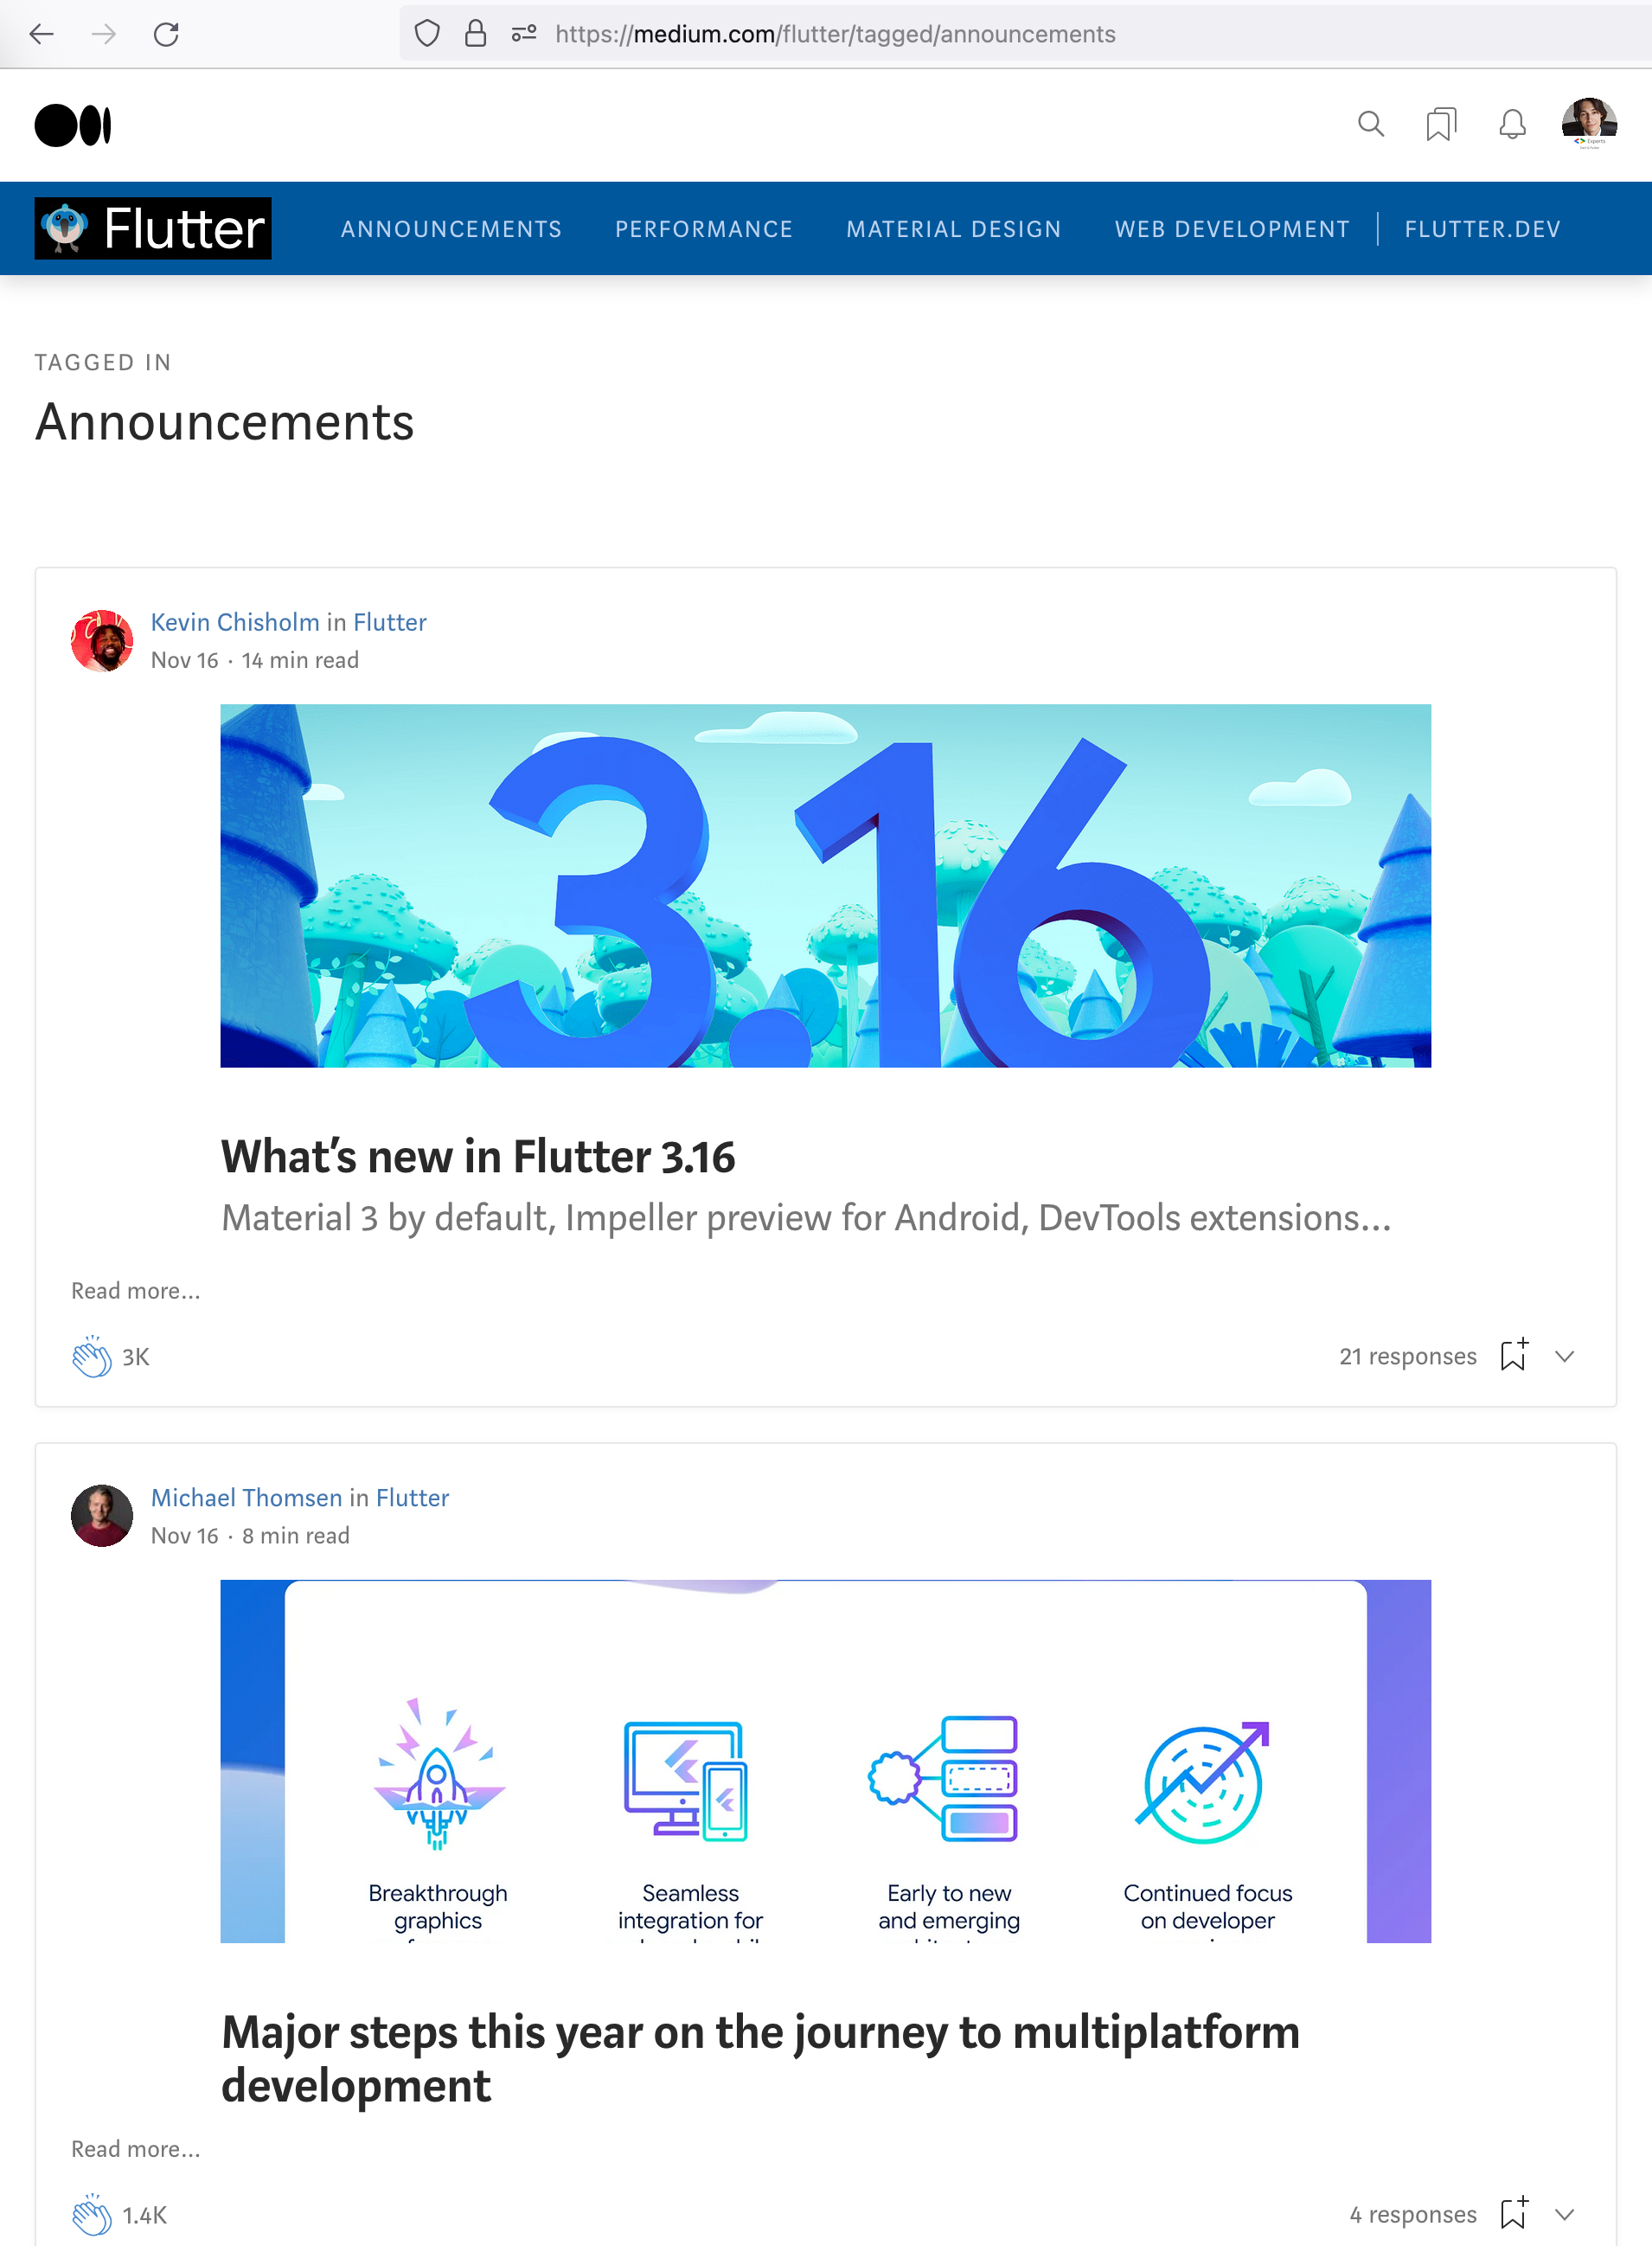 https://medium.com/flutter/tagged/announcements
Experts
Flutter
ANNOUNCEMENTS
PERFORMANCE
MATERIAL DESIGN
WEB DEVELOPMENT
FLUTTER.DEV
TAGGED IN
Announcements
Kevin Chisholm in Flutter
Nov 16 · 14 min read
3.16
What’s new in Flutter 3.16
Material 3 by default, Impeller preview for Android, DevTools extensions…
Read more…
3K
21 responses
Michael Thomsen in Flutter
Nov 16 · 8 min read
Breakthrough
graphics
Seamless
integration for
Early to new
and emerging
Continued focus
on developer
Major steps this year on the journey to multiplatform
development
Read more…
1.4K
4 responses